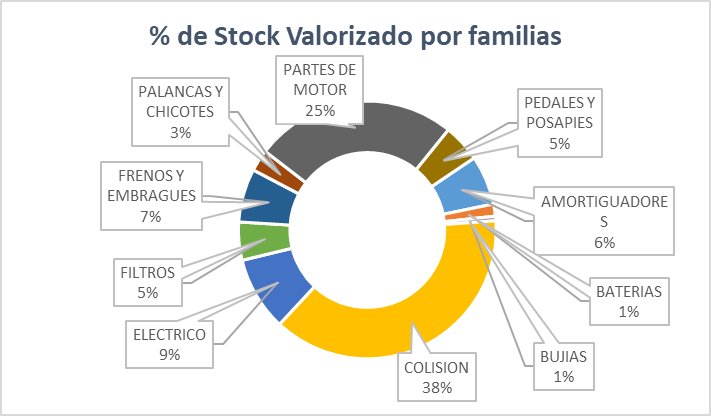 % de Stock Valorizado por familias
PARTES DE
MOTOR
25%
PALANCAS Y
CHICOTES
3%
PEDALES Y
POSAPIES
5%
FRENOS Y
EMBRAGUES
7%
AMORTIGUADORE
S
6%
FILTROS
5%
BATERIAS
1%
ELECTRICO
9%
BUJIAS
1%
COLISION
38%